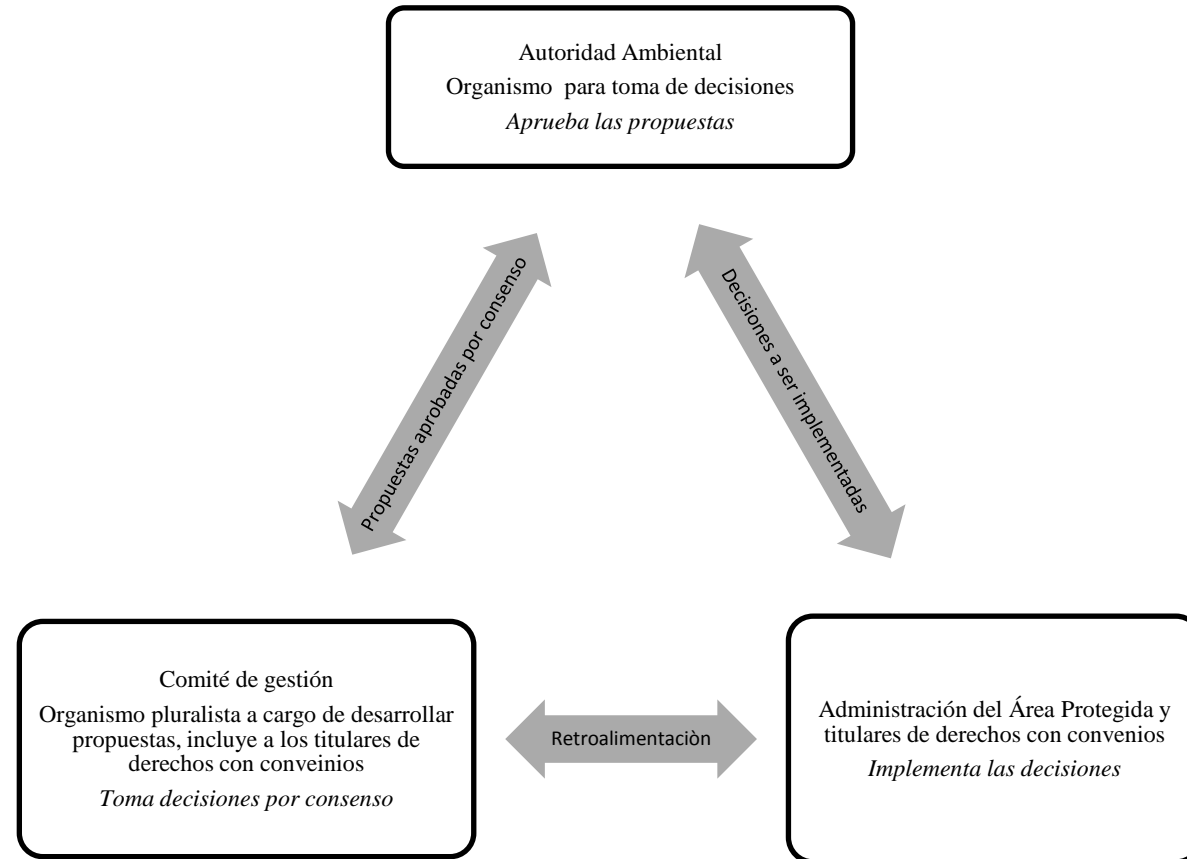 Autoridad Ambiental
Organismo para toma de decisiones
Aprueba las propuestas
Propuestas aprobadas por consenso
Decisiones a ser implementadas
Comité de gestión
Organismo pluralista a cargo de desarrollar
propuestas, incluye a los titulares de
derechos con conveinios
Toma decisiones por consenso
Retroalimentaciòn
Administración del Área Protegida y
titulares de derechos con convenios
Implementa las decisiones